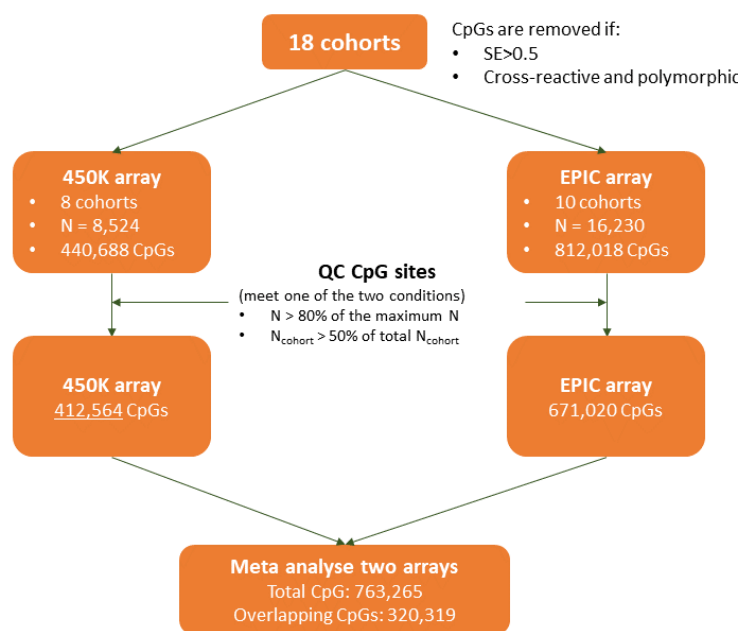 18 cohorts
CpGs are removed if:
• SE>0.5
• Cross-reactive and polymorphic
450K array
• 8 cohorts
• N = 8,524
• 440,688 CpGs
EPIC array
• 10 cohorts
• N = 16,230
• 812,018 CpGs
QC CpG sites
(meet one of the two conditions)
• N > 80% of the maximum N
• Ncohort > 50% of total Ncohort
450K array
412,564 CpGs
EPIC array
671,020 CpGs
Meta analyse two arrays
Total CpG: 763,265
Overlapping CpGs: 320,319